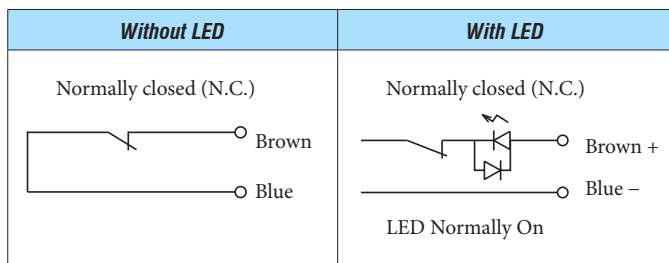 Without LED
With LED
Normally closed (N.C.)
Brown
Blue
Normally closed (N.C.)
Brown +
Blue –
LED Normally On